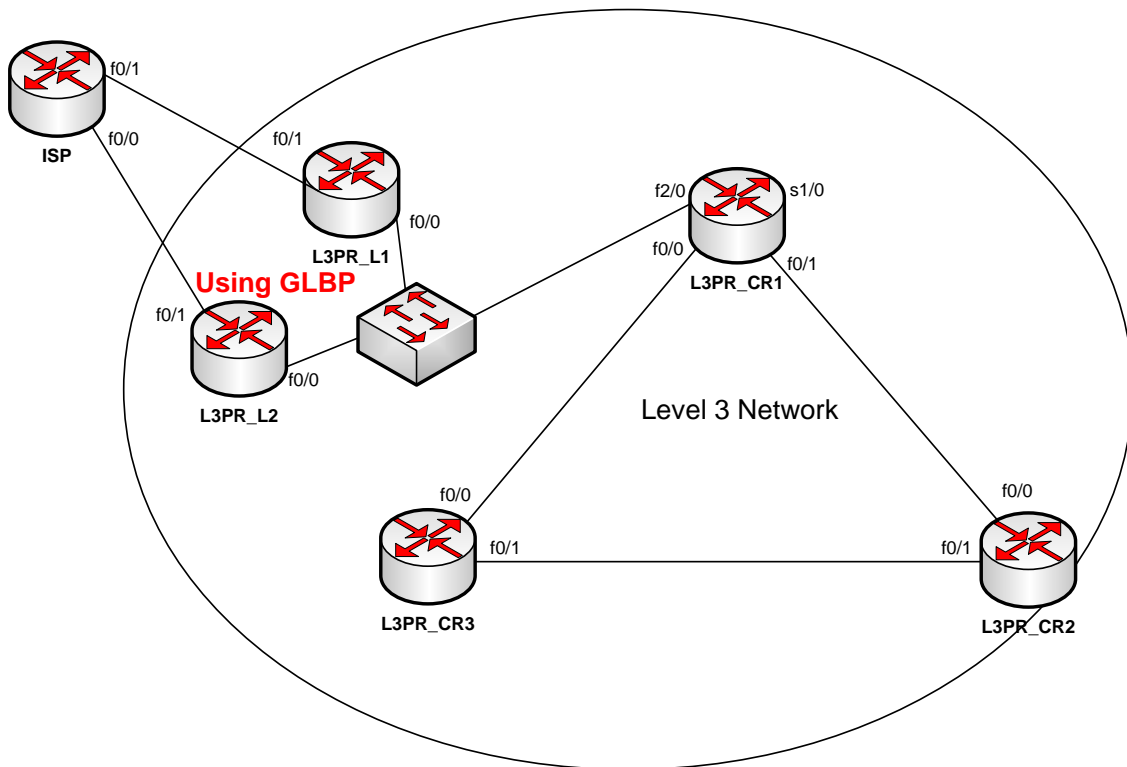 f0/1
f0/0
ISP
f0/1
f0/0
L3PR_L1
Using GLBP
f0/1
f0/0
L3PR_L2
f2/0
s1/0
f0/0
f0/1
L3PR_CR1
Level 3 Network
f0/0
f0/1
L3PR_CR3
f0/0
f0/1
L3PR_CR2